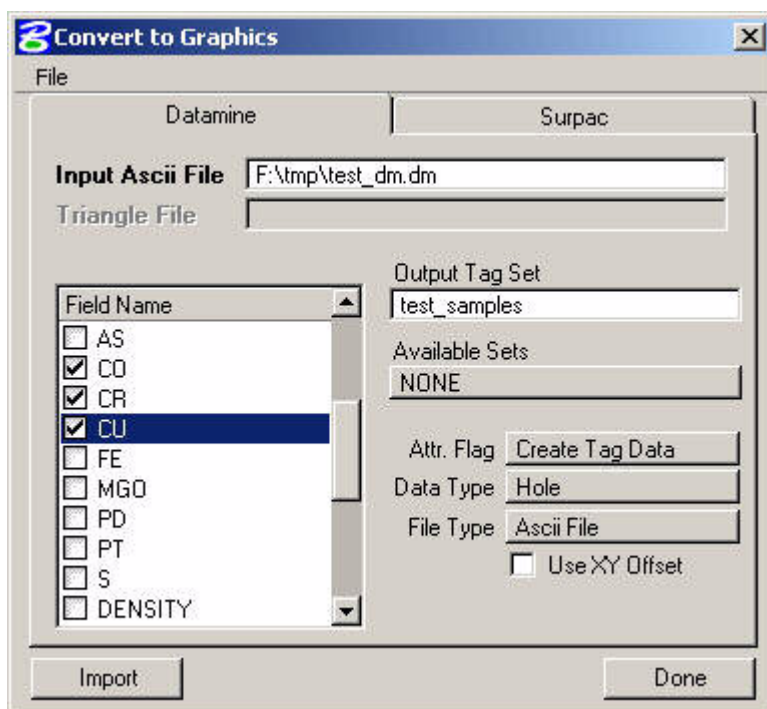 Convert to Graphics
File
Datamine
Surpac
Input Ascii File F:\tmp\test_dm.dm
Triangle File
Output Tag Set
test_samples
Available Sets
NONE
Field Name
AS
CO
CR
CU
FE
MGO
PD
PT
S
DENSITY
Attr. Flag Create Tag Data
Data Type Hole
File Type Ascii File
Use XY Offset
Import
Done